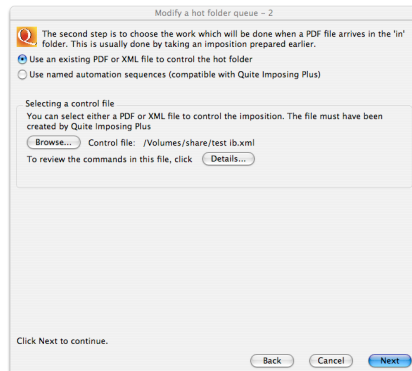 Modify a hot folder queue - 2
The second step is to choose the work which will be done when a PDF file arrives in the 'in'
folder. This is usually done by taking an imposition prepared earlier.
Use an existing PDF or XML file to control the hot folder
Use named automation sequences (compatible with Quite Imposing Plus)
Selecting a control file
You can select either a PDF or XML file to control the imposition. The file must have been
created by Quite Imposing Plus
Browse... Control file: /Volumes/share/test ib.xml
To review the commands in this file, click Details...
Click Next to continue.
Back Cancel Next